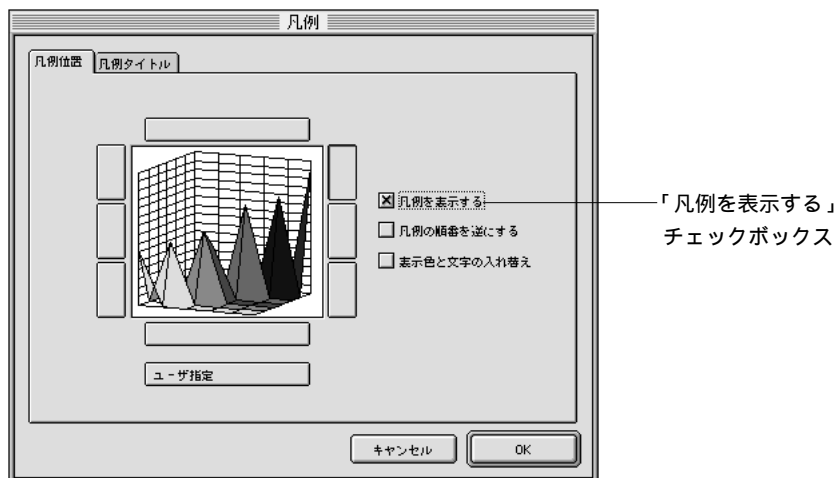 凡例
凡例位置
凡例タイトル
凡例を表示する
凡例の順番を逆にする
表示色と文字の入れ替え
「凡例を表示する」
チェックボックス
ユーザ指定
キャンセル
OK